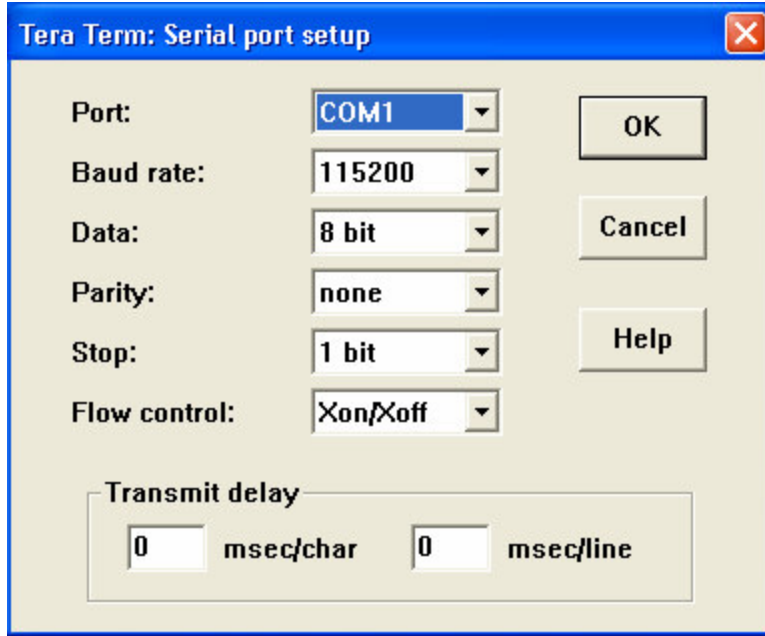 Tera Term: Serial port setup
Port: COM1 OK
Baud rate: 115200
Data: 8 bit Cancel
Parity: none
Stop: 1 bit Help
Flow control: Xon/Xoff
Transmit delay
0 msec/char 0 msec/line